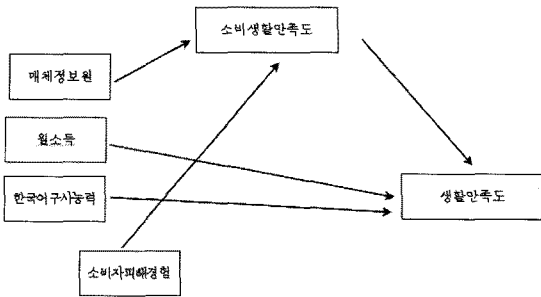 소비생활만족도
매체정보원
월소득
한국어구사능력
생활만족도
소비자피해경험